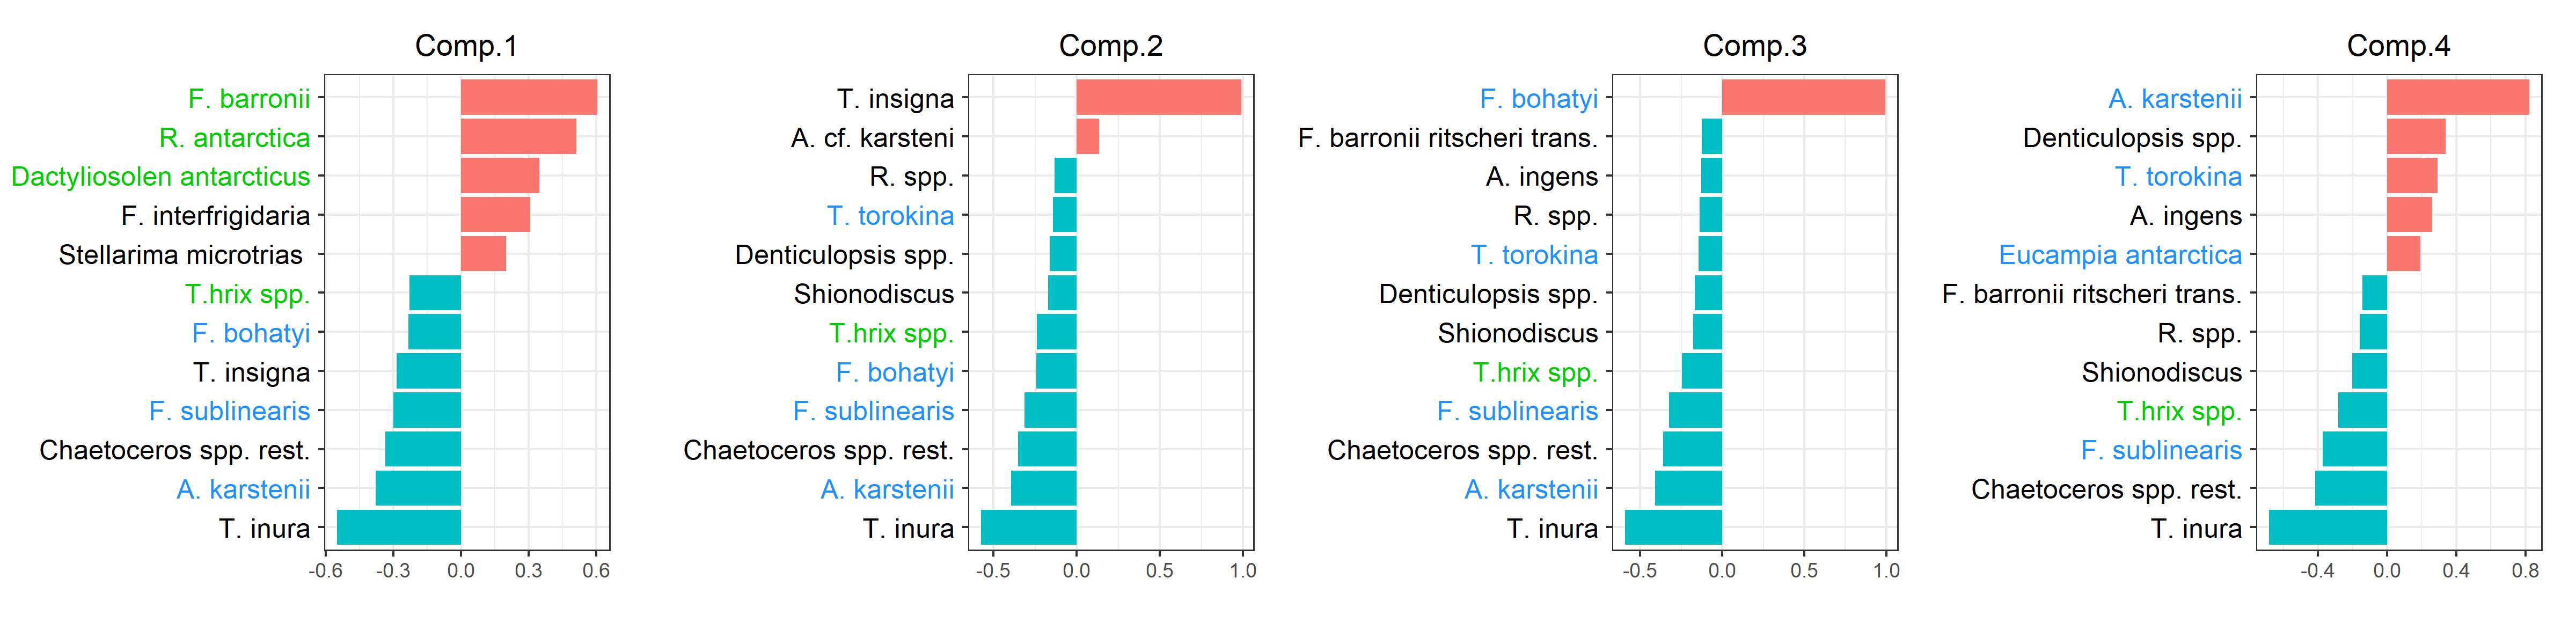 Comp.1
F. barronii
R. antarctica
Dactyliosolen antarcticus
F. interfrigidaria
Stellarima microtrias
T.hrix spp.
F. bohatyi
T. insigna
F. sublinearis
Chaetoceros spp. rest.
A. karstenii
T. inura
-0.6 -0.3 0.0 0.3 0.6
Comp.2
T. insigna
A. cf. karsteni
R. spp.
T. torokina
Denticulopsis spp.
Shionodiscus
T.hrix spp.
F. bohatyi
F. sublinearis
Chaetoceros spp. rest.
A. karstenii
T. inura
-0.5 0.0 0.5 1.0
Comp.3
F. bohatyi
F. barronii ritscheri trans.
A. ingens
R. spp.
T. torokina
Denticulopsis spp.
Shionodiscus
T.hrix spp.
F. sublinearis
Chaetoceros spp. rest.
A. karstenii
T. inura
-0.5 0.0 0.5 1.0
Comp.4
A. karstenii
Denticulopsis spp.
T. torokina
A. ingens
Eucampia antarctica
F. barronii ritscheri trans.
R. spp.
Shionodiscus
T.hrix spp.
F. sublinearis
Chaetoceros spp. rest.
T. inura
-0.4 0.0 0.4 0.8